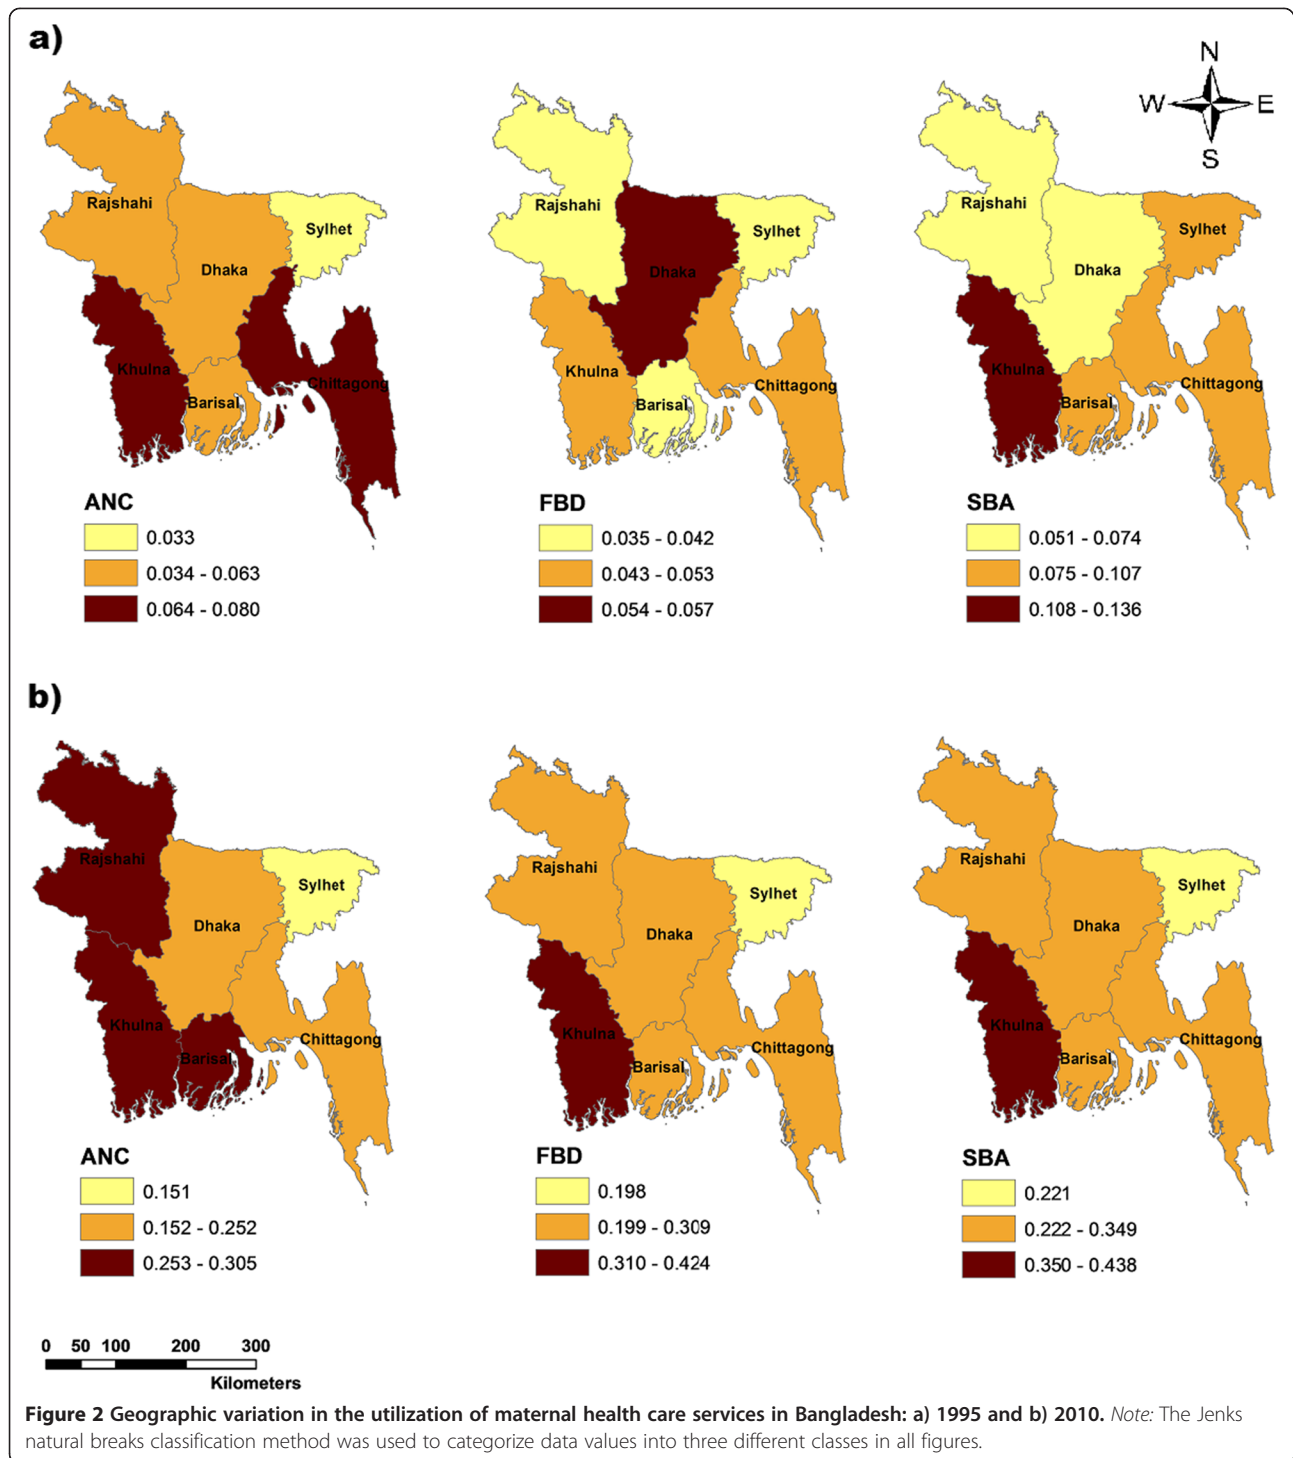 a)
N
W E
S
Rajshahi
Sylhet
Dhaka
Khulna
Chittagong
Barisal
Rajshahi
Sylhet
Dhaka
Khulna
Chittagong
Barisal
Rajshahi
Sylhet
Dhaka
Khulna
Chittagong
Barisal
ANC
0.033
0.034 - 0.063
0.064 - 0.080
FBD
0.035 - 0.042
0.043 - 0.053
0.054 - 0.057
SBA
0.051 - 0.074
0.075 - 0.107
0.108 - 0.136
b)
Rajshahi
Sylhet
Dhaka
Khulna
Chittagong
Barisal
Rajshahi
Sylhet
Dhaka
Khulna
Chittagong
Barisal
Rajshahi
Sylhet
Dhaka
Khulna
Chittagong
Barisal
ANC
0.151
0.152 - 0.252
0.253 - 0.305
FBD
0.198
0.199 - 0.309
0.310 - 0.424
SBA
0.221
0.222 - 0.349
0.350 - 0.438
0 50 100 200 300
Kilometers
Figure 2 Geographic variation in the utilization of maternal health care services in Bangladesh: a) 1995 and b) 2010. Note: The Jenks
natural breaks classification method was used to categorize data values into three different classes in all figures.